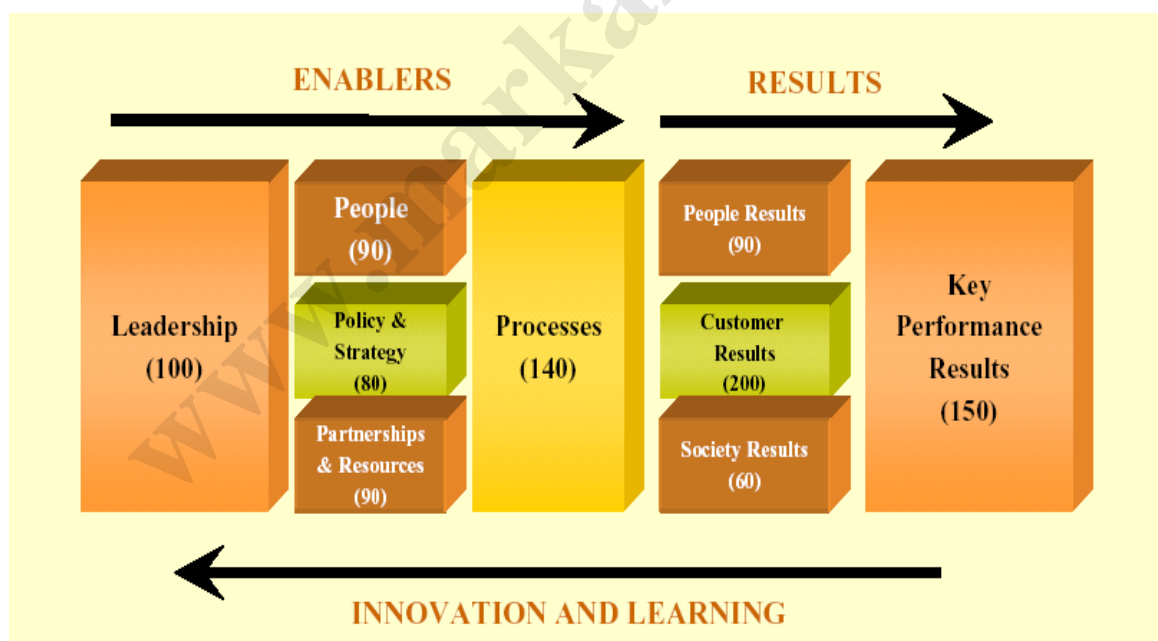 ENABLERS
RESULTS
Leadership
(100)
People
(90)
Policy &
Strategy
(80)
Partnerships
& Resources
(90)
Processes
(140)
People Results
(90)
Customer
Results
(200)
Society Results
(60)
Key
Performance
Results
(150)
INNOVATION AND LEARNING